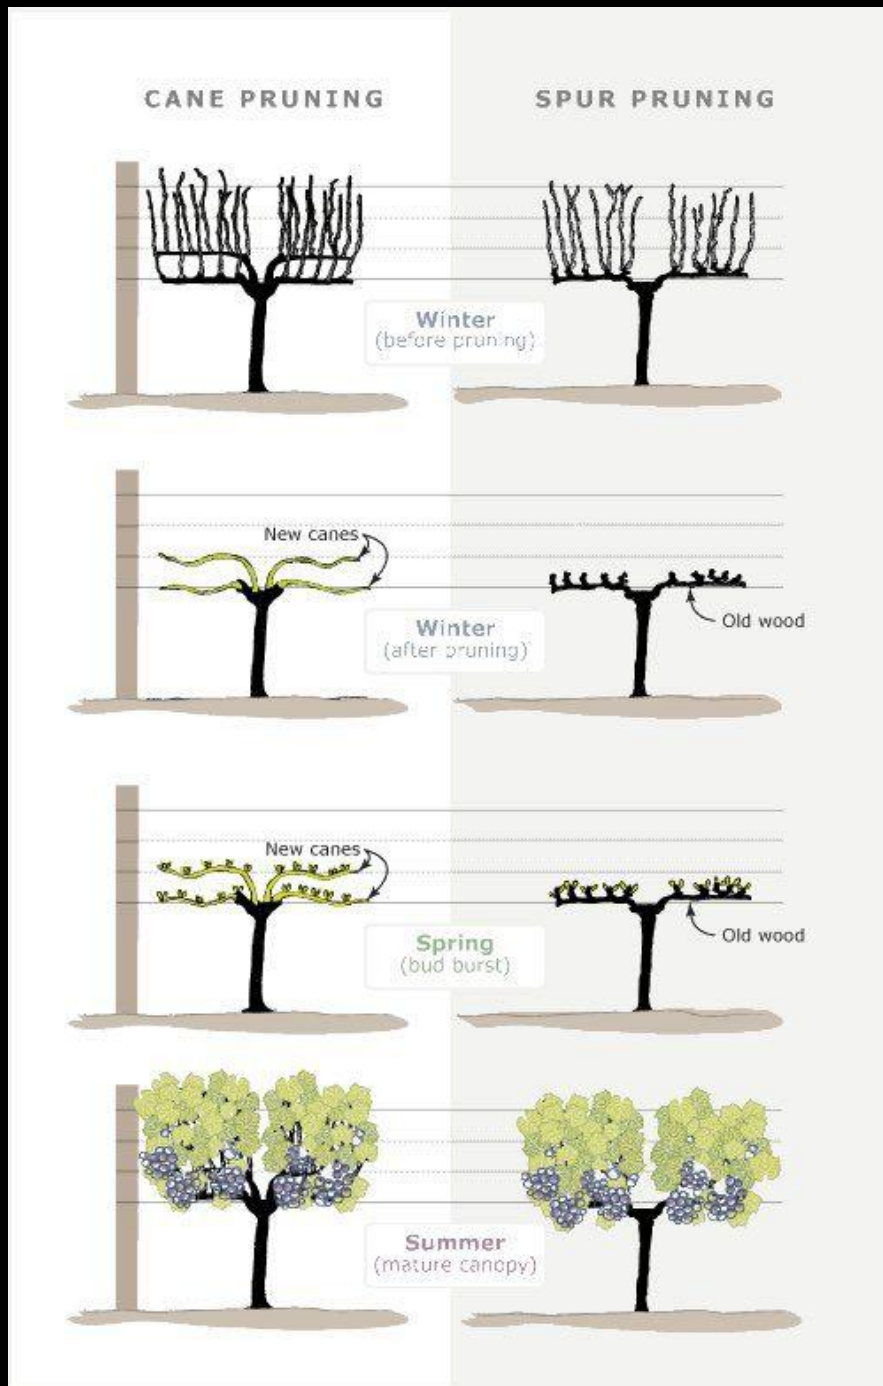 CANE PRUNING
SPUR PRUNING
Winter
(before pruning)
New canes
Winter
(after pruning)
Old wood
New canes
Spring
(bud burst)
Old wood
Summer
(mature canopy)